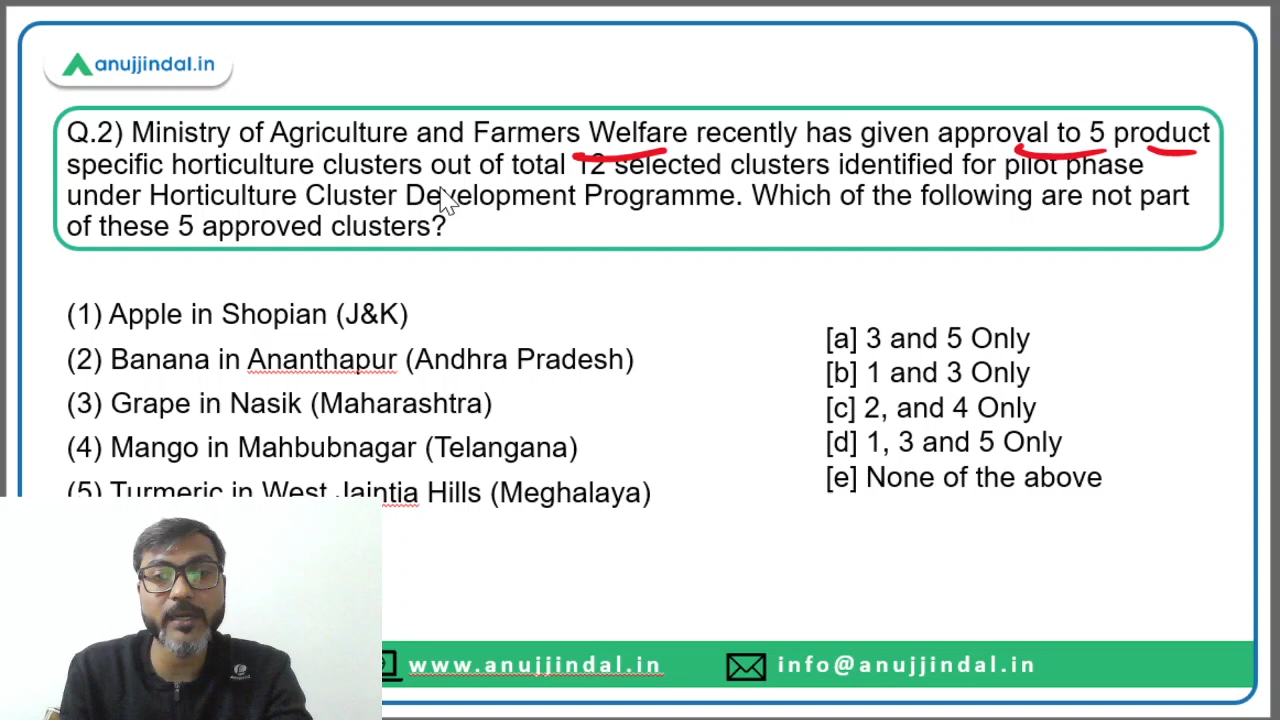 anujjindal.in
Q.2) Ministry of Agriculture and Farmers Welfare recently has given approval to 5 product
specific horticulture clusters out of total 12 selected clusters identified for pilot phase
under Horticulture Cluster Development Programme. Which of the following are not part
of these 5 approved clusters?
(1) Apple in Shopian (J&K)
(2) Banana in Ananthapur (Andhra Pradesh)
(3) Grape in Nasik (Maharashtra)
(4) Mango in Mahbubnagar (Telangana)
(5) Turmeric in West Jaintia Hills (Meghalaya)
[a] 3 and 5 Only
[b] 1 and 3 Only
[c] 2, and 4 Only
[d] 1, 3 and 5 Only
[e] None of the above
www.anujjindal.in
info@anujjindal.in